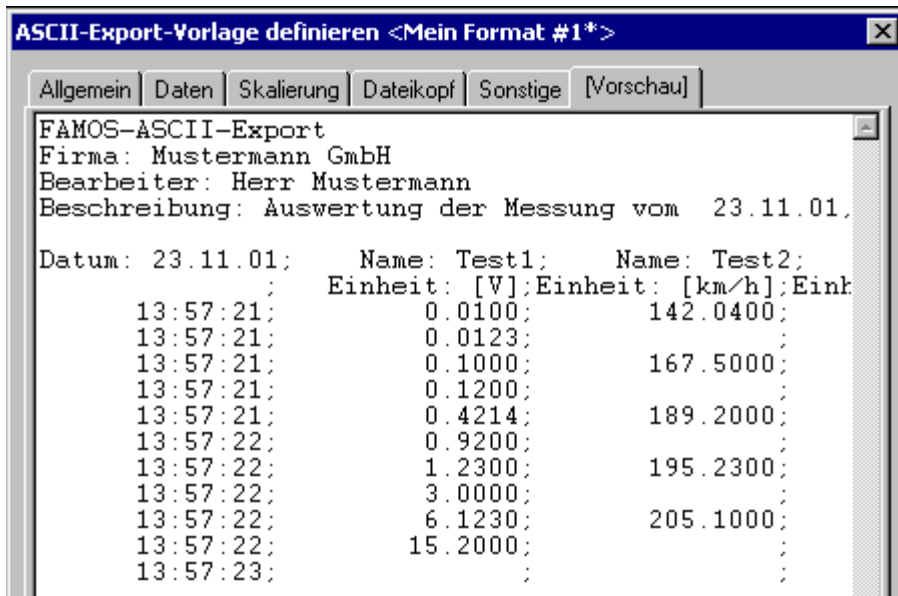 ASCII-Export-Vorlage definieren <Mein Format #1*>
Allgemein Daten Skalierung Dateikopf Sonstige [Vorschau]
FAMOS-ASCII-Export
Firma: Mustermann GmbH
Bearbeiter: Herr Mustermann
Beschreibung: Auswertung der Messung vom  23.11.01,
Datum: 23.11.01;    Name: Test1;    Name: Test2;
;   Einheit: [V];Einheit: [km/h];Einh
13:57:21;    0.0100;    142.0400;
13:57:21;    0.0123;    ;
13:57:21;    0.1000;    167.5000;
13:57:21;    0.1200;    ;
13:57:21;    0.4214;    189.2000;
13:57:22;    0.9200;    ;
13:57:22;    1.2300;    195.2300;
13:57:22;    3.0000;    ;
13:57:22;    6.1230;    205.1000;
13:57:22;    15.2000;    ;
13:57:23;    ;    ;